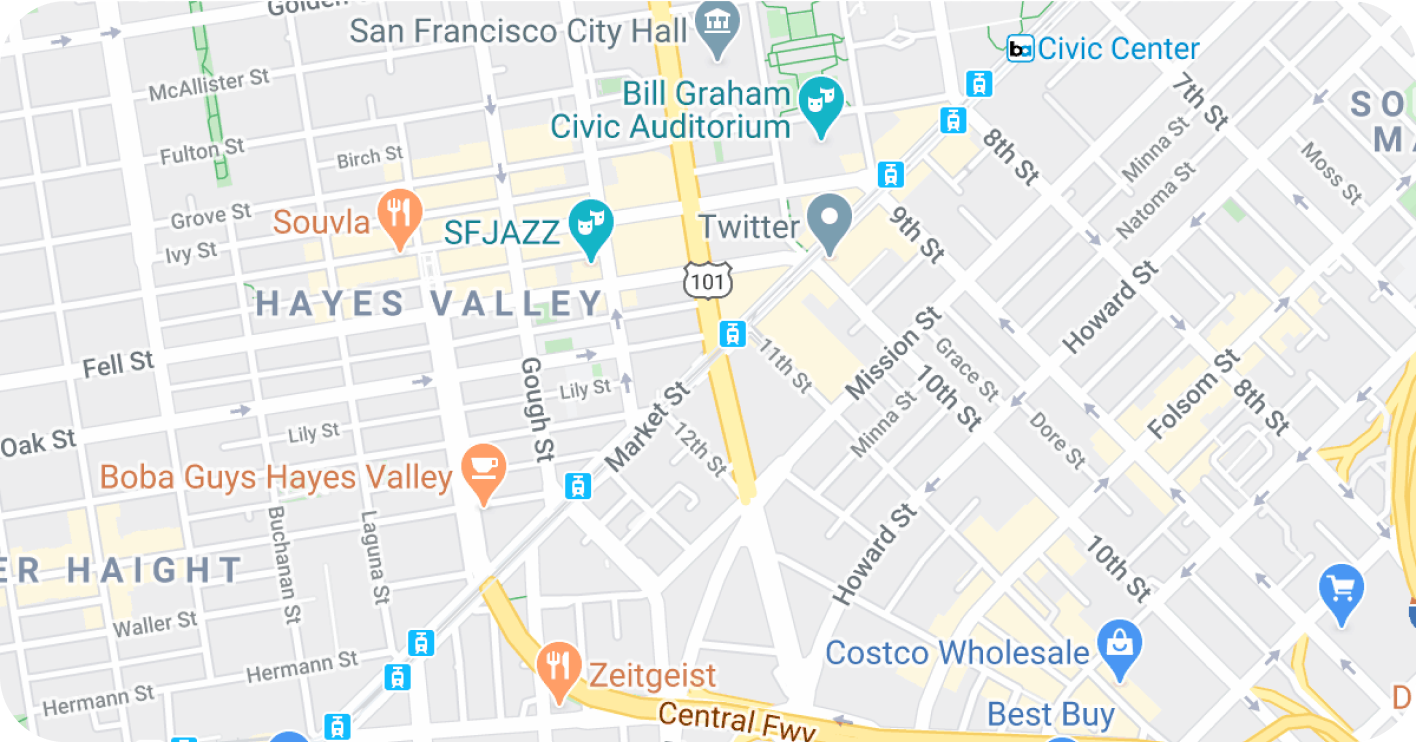 Golden
San Francisco City Hall
ba Civic Center
McAllister St
Bill Graham
Civic Auditorium
7th St
SO
MA
Fulton St
Birch St
8th St
Minna St
Moss St
Natoma St
Grove St
Souvla
SFJAZZ
Twitter
9th St
Ivy St
101
HAYES VALLEY
Howard St
Fell St
Gough St
Lily St
11th St
Mission St
Grace St
10th St
Folsom St
8th St
Minna St
Dore St
Oak St
Lily St
Market St
12th St
Boba Guys Hayes Valley
Buchanan St
Laguna St
Howard St
10th St
ER HAIGHT
Waller St
Costco Wholesale
Hermann St
Zeitgeist
Hermann St
Central Fwy
Best Buy
D